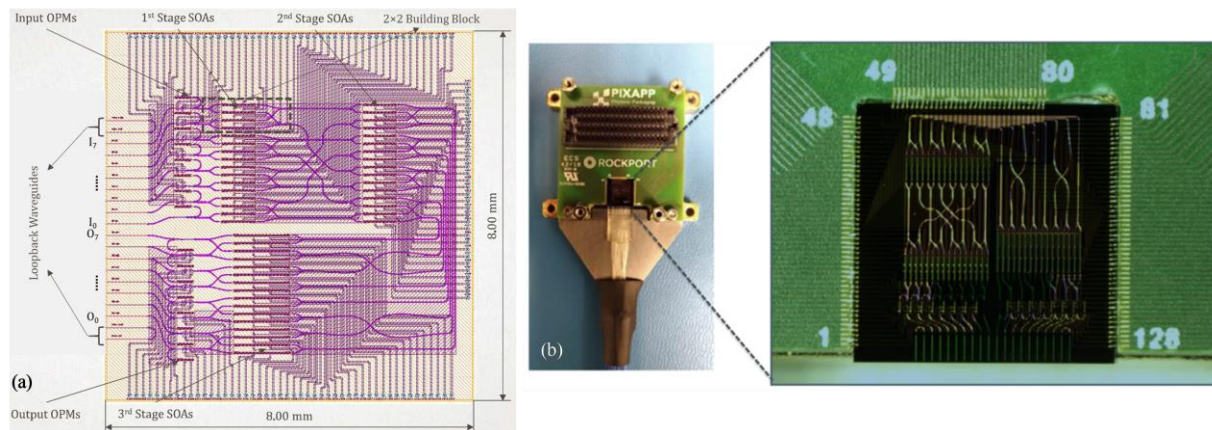 Input OPMs
1st Stage SOAs
2nd Stage SOAs
2×2 Building Block
Loopback Waveguides
I7
I0
O7
O0
8.00 mm
(a)
Output OPMs
3rd Stage SOAs
8.00 mm
PIXAPP
ROCKPORT
(b)
49
80
48
81
1
128